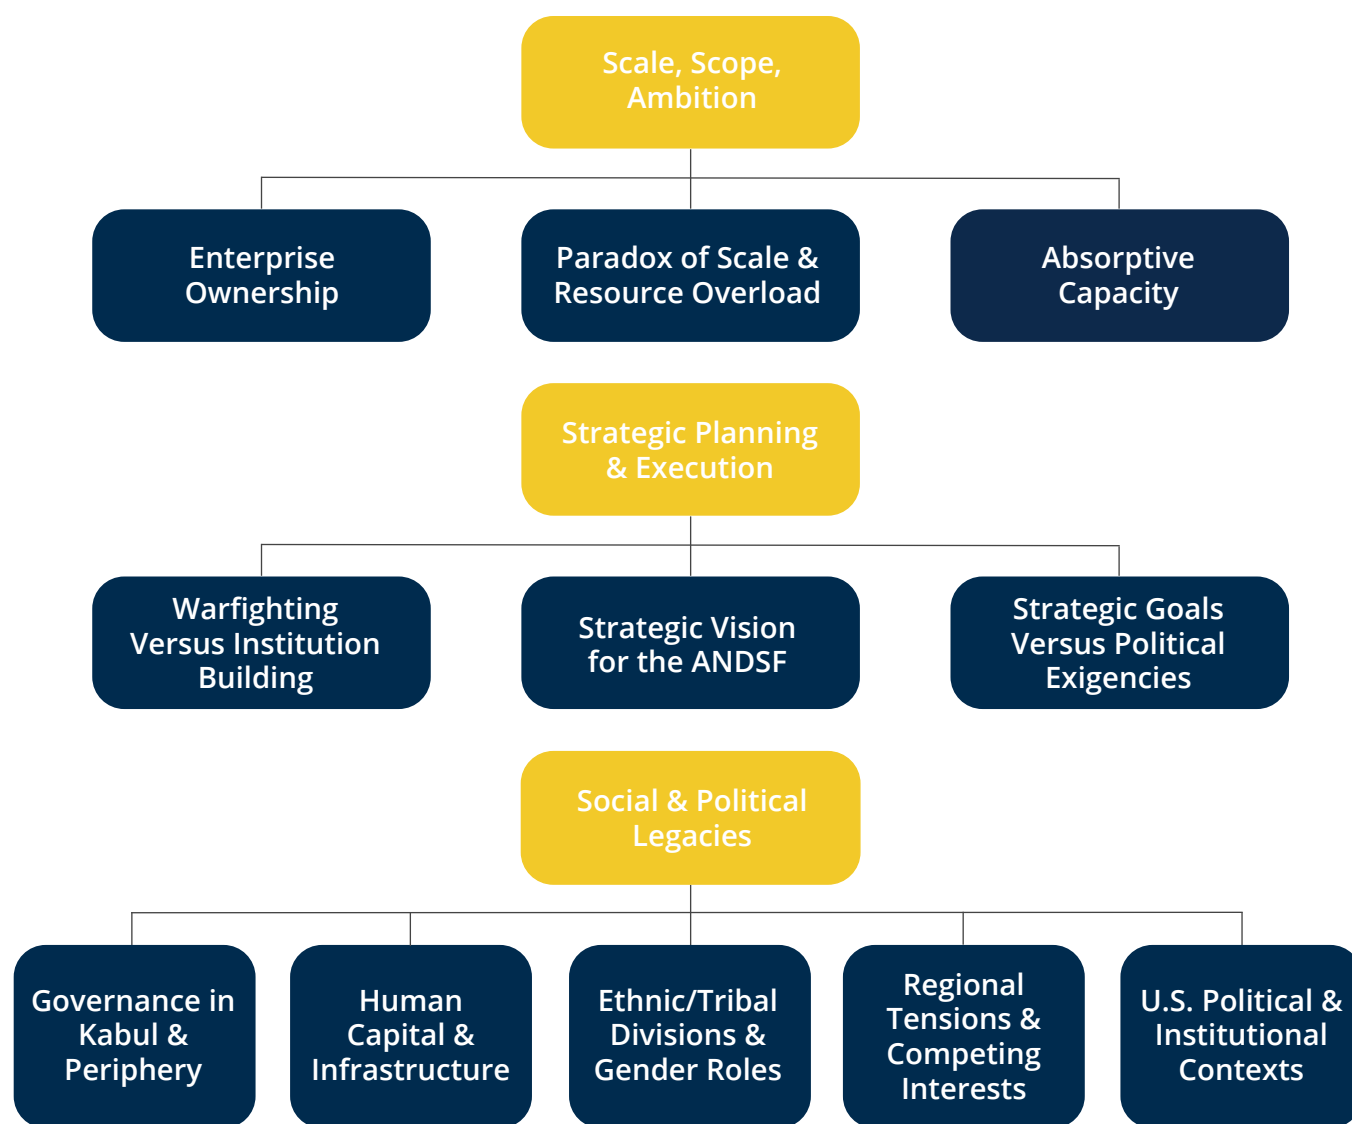 Scale, Scope,
Ambition
Enterprise
Ownership
Paradox of Scale &
Resource Overload
Absorptive
Capacity
Strategic Planning
& Execution
Warfighting
Versus Institution
Building
Strategic Vision
for the ANDSF
Strategic Goals
Versus Political
Exigencies
Social & Political
Legacies
Governance in
Kabul &
Periphery
Human
Capital &
Infrastructure
Ethnic/Tribal
Divisions &
Gender Roles
Regional
Tensions &
Competing
Interests
U.S. Political &
Institutional
Contexts